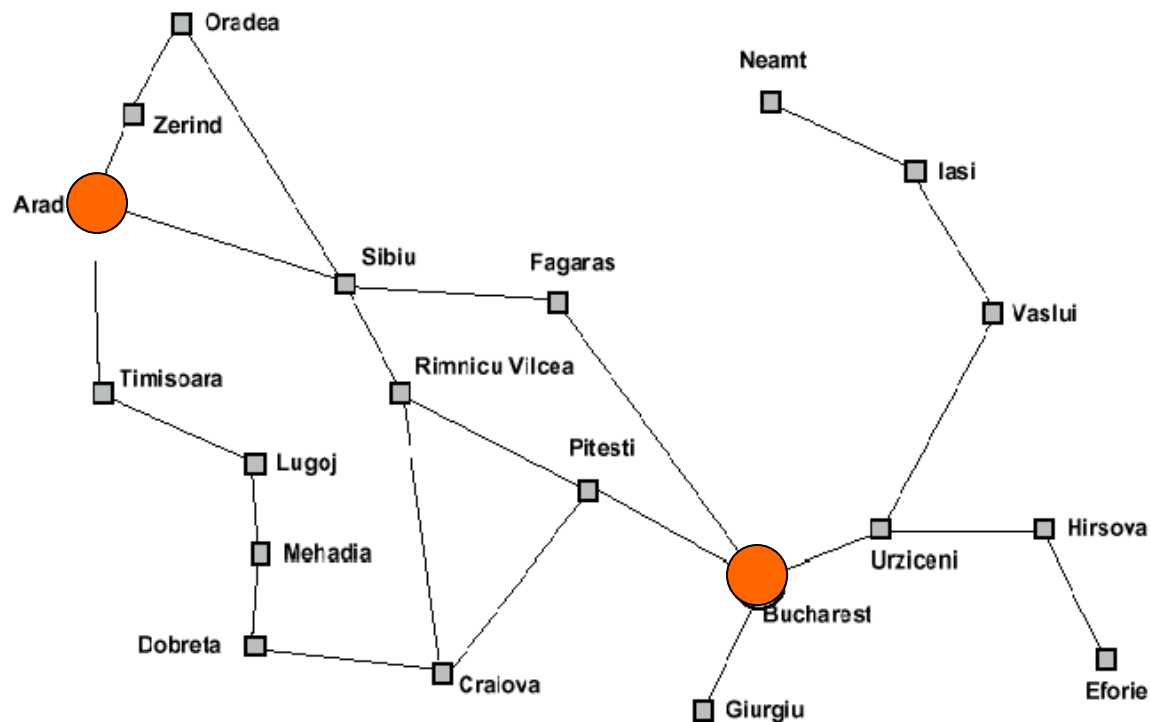 Oradea
Neamt
Zerind
Iasi
Arad
Sibiu
Fagaras
Vaslui
Rimnicu Vilcea
Timisoara
Pitesti
Lugoj
Hirsova
Mehadia
Urziceni
Bucharest
Dobreta
Craiova
Eforie
Giurgiu